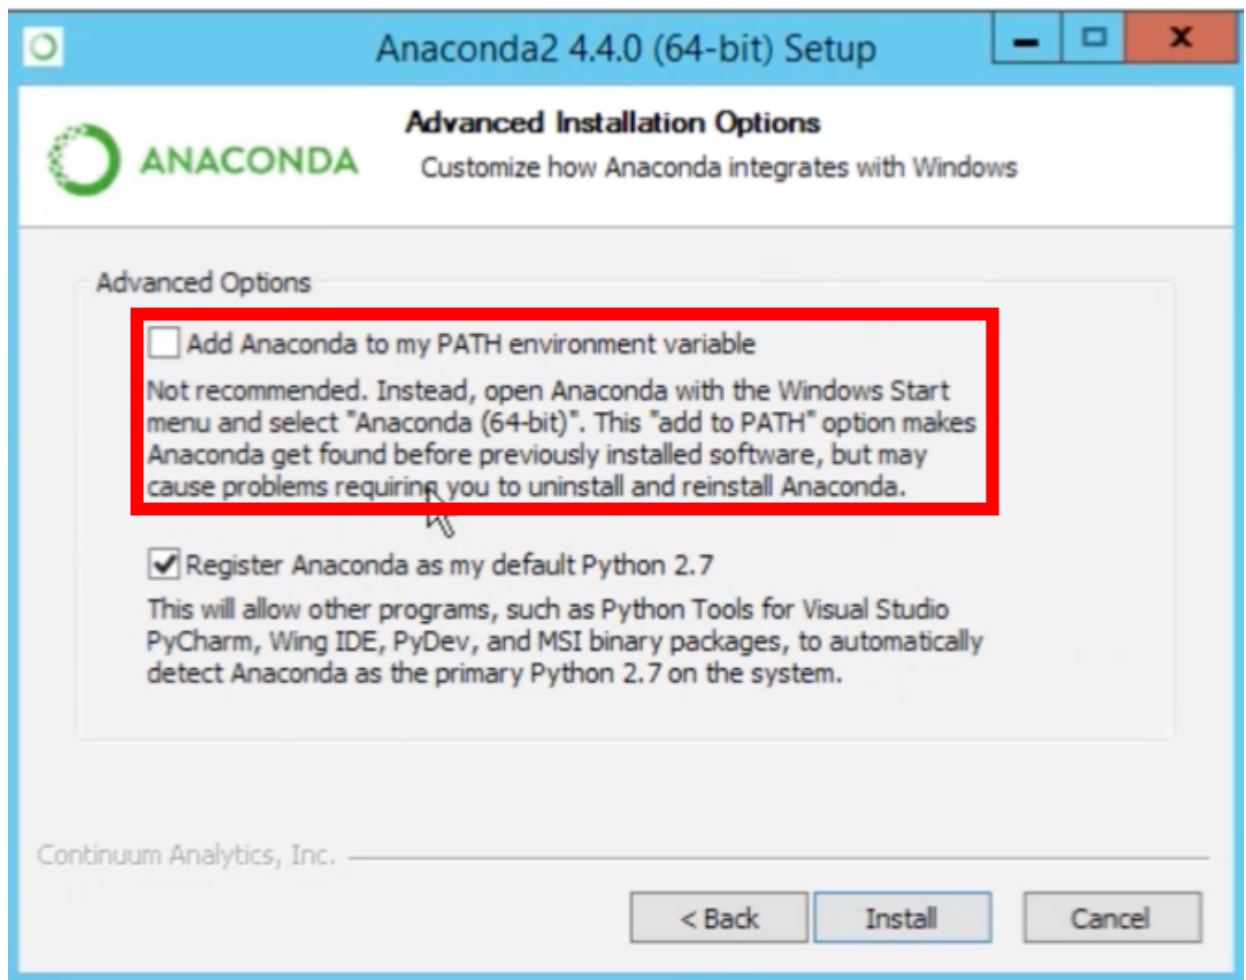 Anaconda2 4.4.0 (64-bit) Setup
ANACONDA
Advanced Installation Options
Customize how Anaconda integrates with Windows
Advanced Options
Add Anaconda to my PATH environment variable
Not recommended. Instead, open Anaconda with the Windows Start
menu and select "Anaconda (64-bit)". This "add to PATH" option makes
Anaconda get found before previously installed software, but may
cause problems requiring you to uninstall and reinstall Anaconda.
Register Anaconda as my default Python 2.7
This will allow other programs, such as Python Tools for Visual Studio
PyCharm, Wing IDE, PyDev, and MSI binary packages, to automatically
detect Anaconda as the primary Python 2.7 on the system.
Continuum Analytics, Inc.
< Back
Install
Cancel